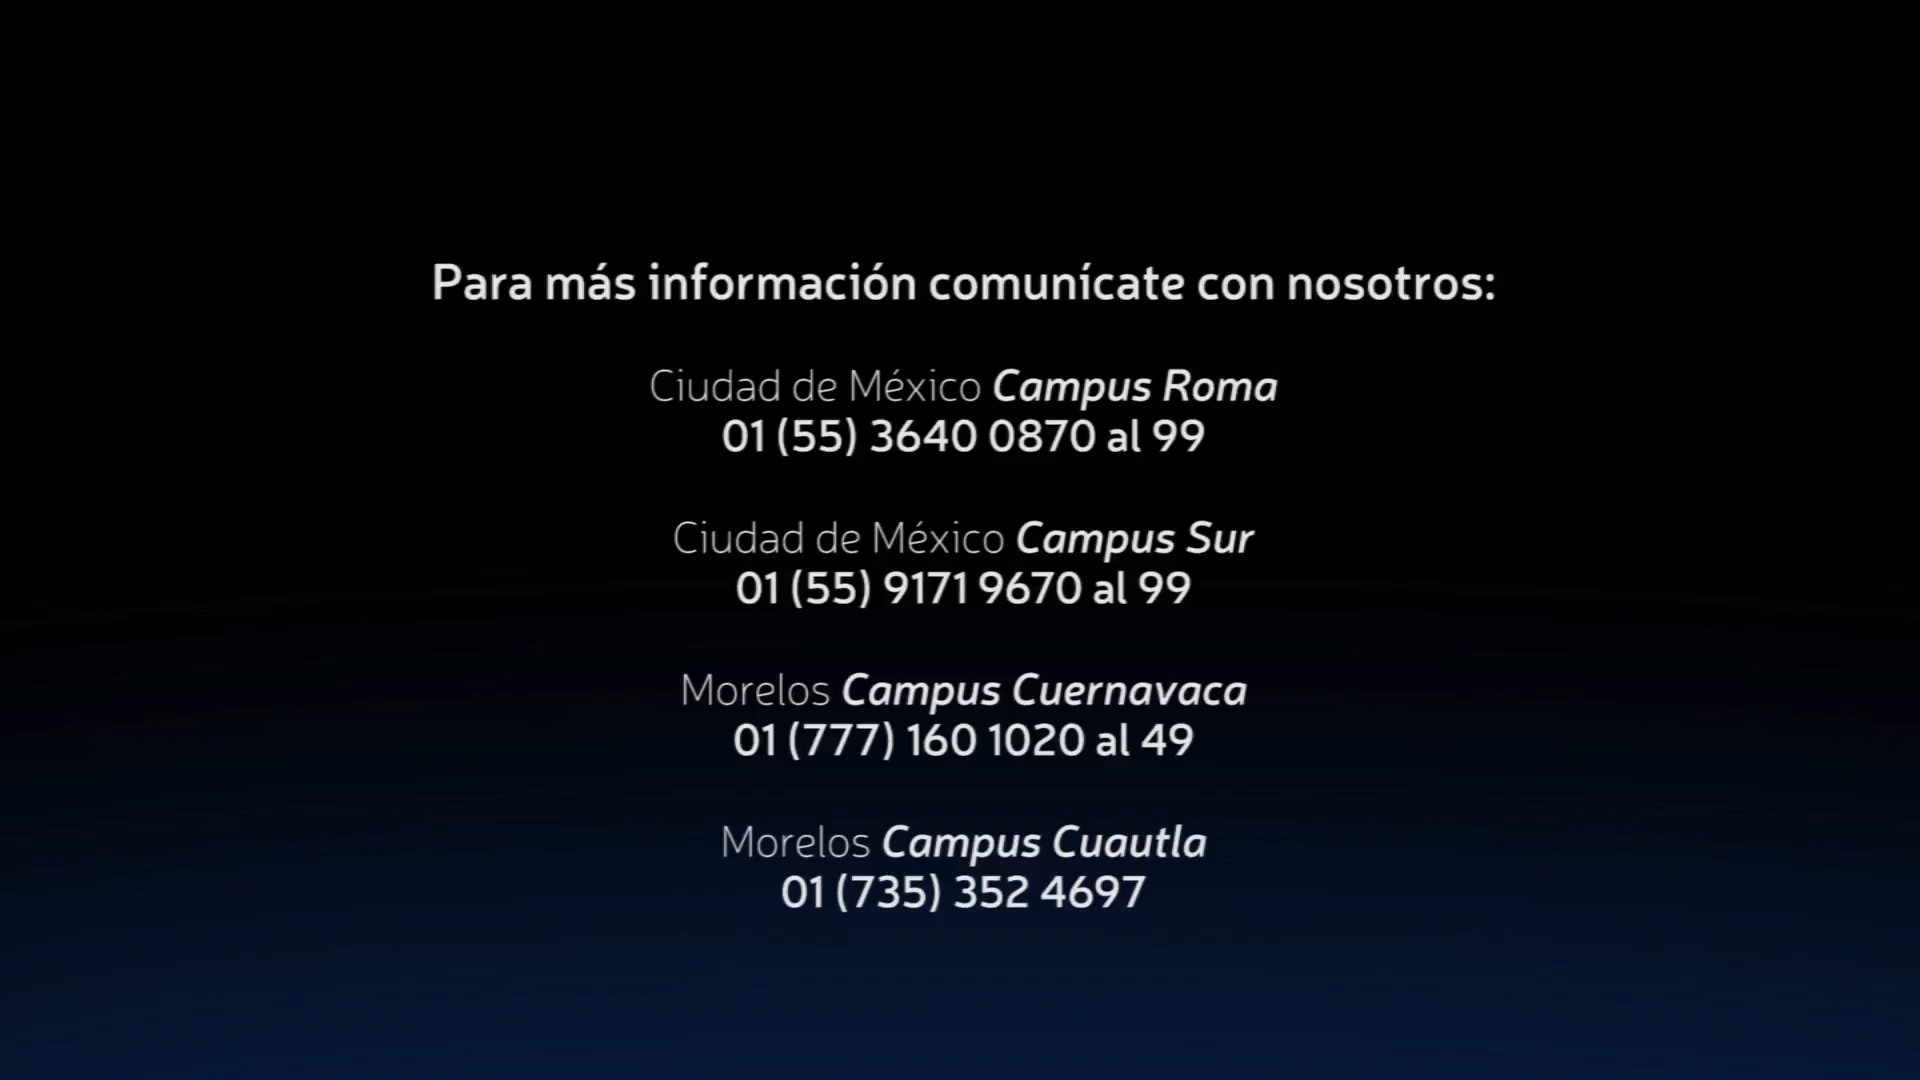 Para más información comunícate con nosotros:
Ciudad de México Campus Roma
01 (55) 3640 0870 al 99
Ciudad de México Campus Sur
01 (55) 9171 9670 al 99
Morelos Campus Cuernavaca
01 (777) 160 1020 al 49
Morelos Campus Cuautla
01 (735) 352 4697